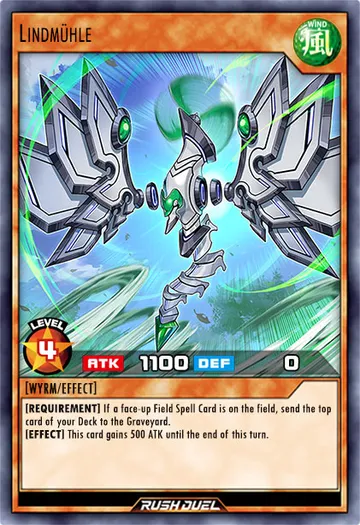 LINDMÜHLE
WIND
風
LEVEL
4
ATK 1100 DEF 0
[WYRM/EFFECT]
[REQUIREMENT] If a face-up Field Spell Card is on the field, send the top
card of your Deck to the Graveyard.
[EFFECT] This card gains 500 ATK until the end of this turn.
RUSH DUEL